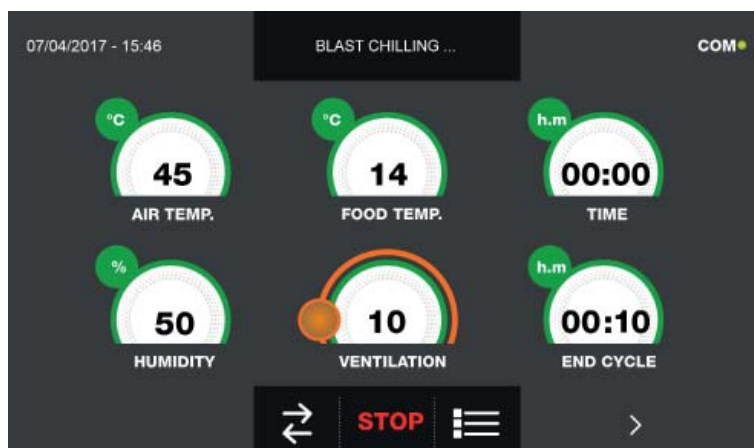 07/04/2017 - 15:46
BLAST CHILLING ...
COM
°C
45
AIR TEMP.
°C
14
FOOD TEMP.
h.m
00:00
TIME
%
50
HUMIDITY
10
VENTILATION
h.m
00:10
END CYCLE
STOP